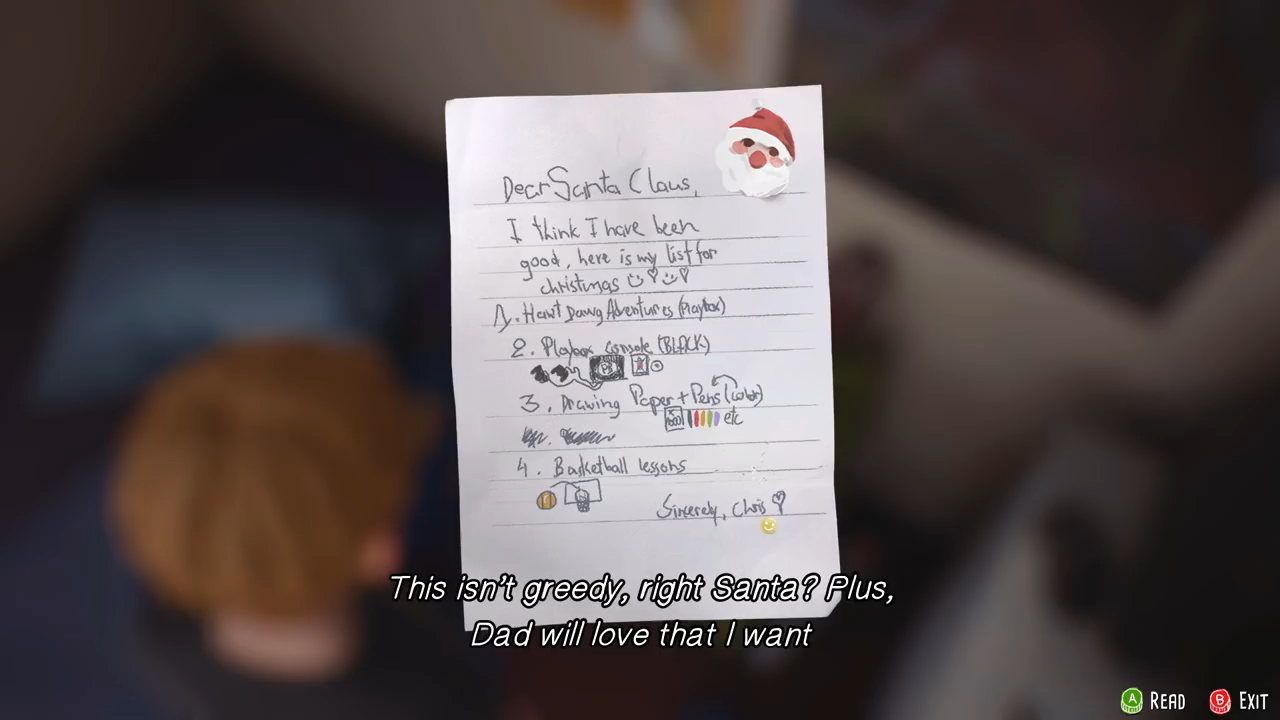 Dear Santa Claus,
I think I have been
good, here is my list for
christmas
1. Hawt Dawg Adventures (Playbox)
2. Playbox console (BLACK)
3. Drawing Paper + Pens (color)
etc
4. Basketball lessons
Sincerely, Chris
This isn't greedy, right Santa? Plus,
Dad will love that I want
A READ B EXIT